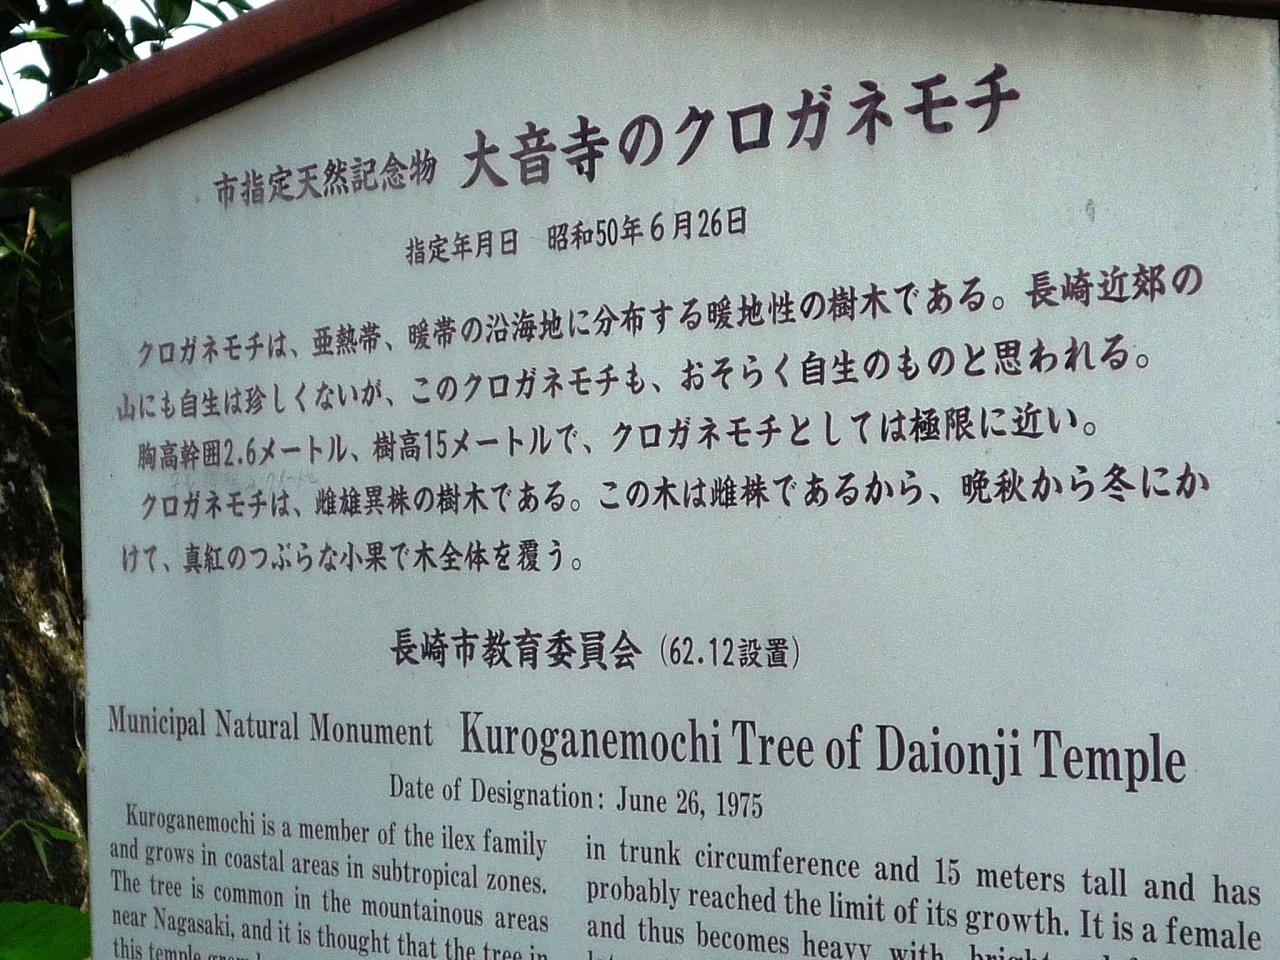 市指定天然記念物 大音寺のクロガネモチ
指定年月日 昭和50年6月26日
クロガネモチは、亜熱帯、暖帯の沿海地に分布する暖地性の樹木である。長崎近郊の
山にも自生は珍しくないが、このクロガネモチも、おそらく自生のものと思われる。
胸高幹囲2.6メートル、樹高15メートルで、クロガネモチとしては極限に近い。
クロガネモチは、雌雄異株の樹木である。この木は雌株であるから、晩秋から冬にか
けて、真紅のつぶらな小果で木全体を覆う。
長崎市教育委員会(62.12設置)
Municipal Natural Monument Kuroganemochi Tree of Daionji Temple
Date of Designation: June 26, 1975
Kuroganemochi is a member of the ilex family
and grows in coastal areas in subtropical zones.
The tree is common in the mountainous areas
near Nagasaki, and it is thought that the tree in
this temple
in trunk circumference and 15 meters tall and has
probably reached the limit of its growth. It is a female
and thus becomes heavy with bright